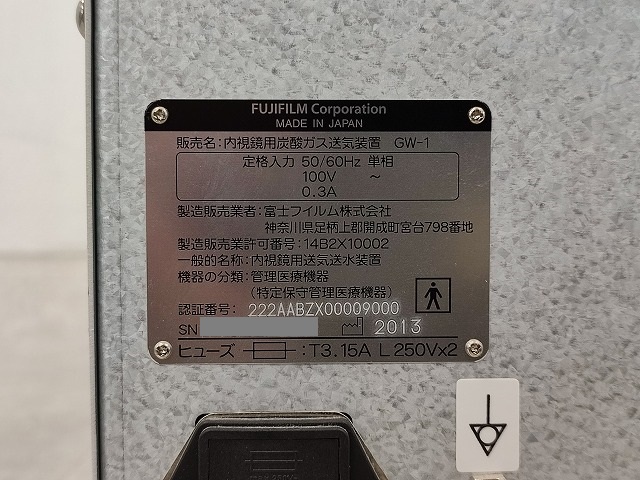 FUJIFILM Corporation
MADE IN JAPAN
販売名:内視鏡用炭酸ガス送気装置 GW-1
定格入力 50/60Hz 単相
100V ~
0.3A
製造販売業者:富士フイルム株式会社
神奈川県足柄上郡開成町宮台798番地
製造販売業許可番号:14B2X10002
一般的名称:内視鏡用送気送水装置
機器の分類:管理医療機器
(特定保守管理医療機器)
認証番号: 222AABZX00009000
SN 2013
ヒューズ :T3.15A L 250V×2